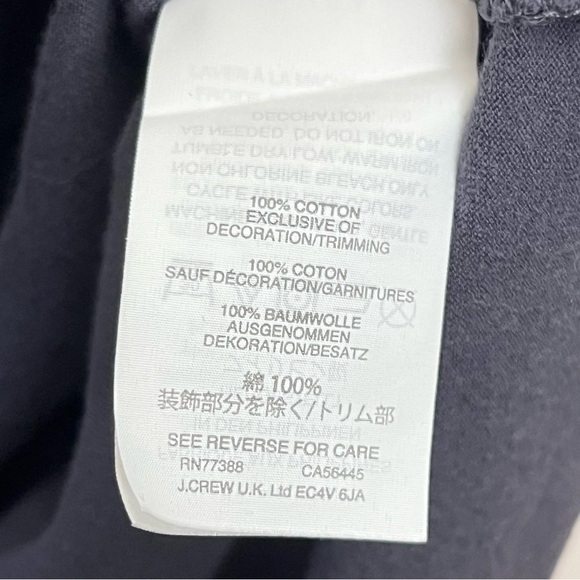 100% COTTON
EXCLUSIVE OF
DECORATION/TRIMMING
100% COTON
SAUF DÉCORATION/GARNITURES
100% BAUMWOLLE
AUSGENOMMEN
DEKORATION/BESATZ
綿 100%
装飾部分を除く/トリム部
SEE REVERSE FOR CARE
RN77388 CA56445
J.CREW U.K. Ltd EC4V 6JA